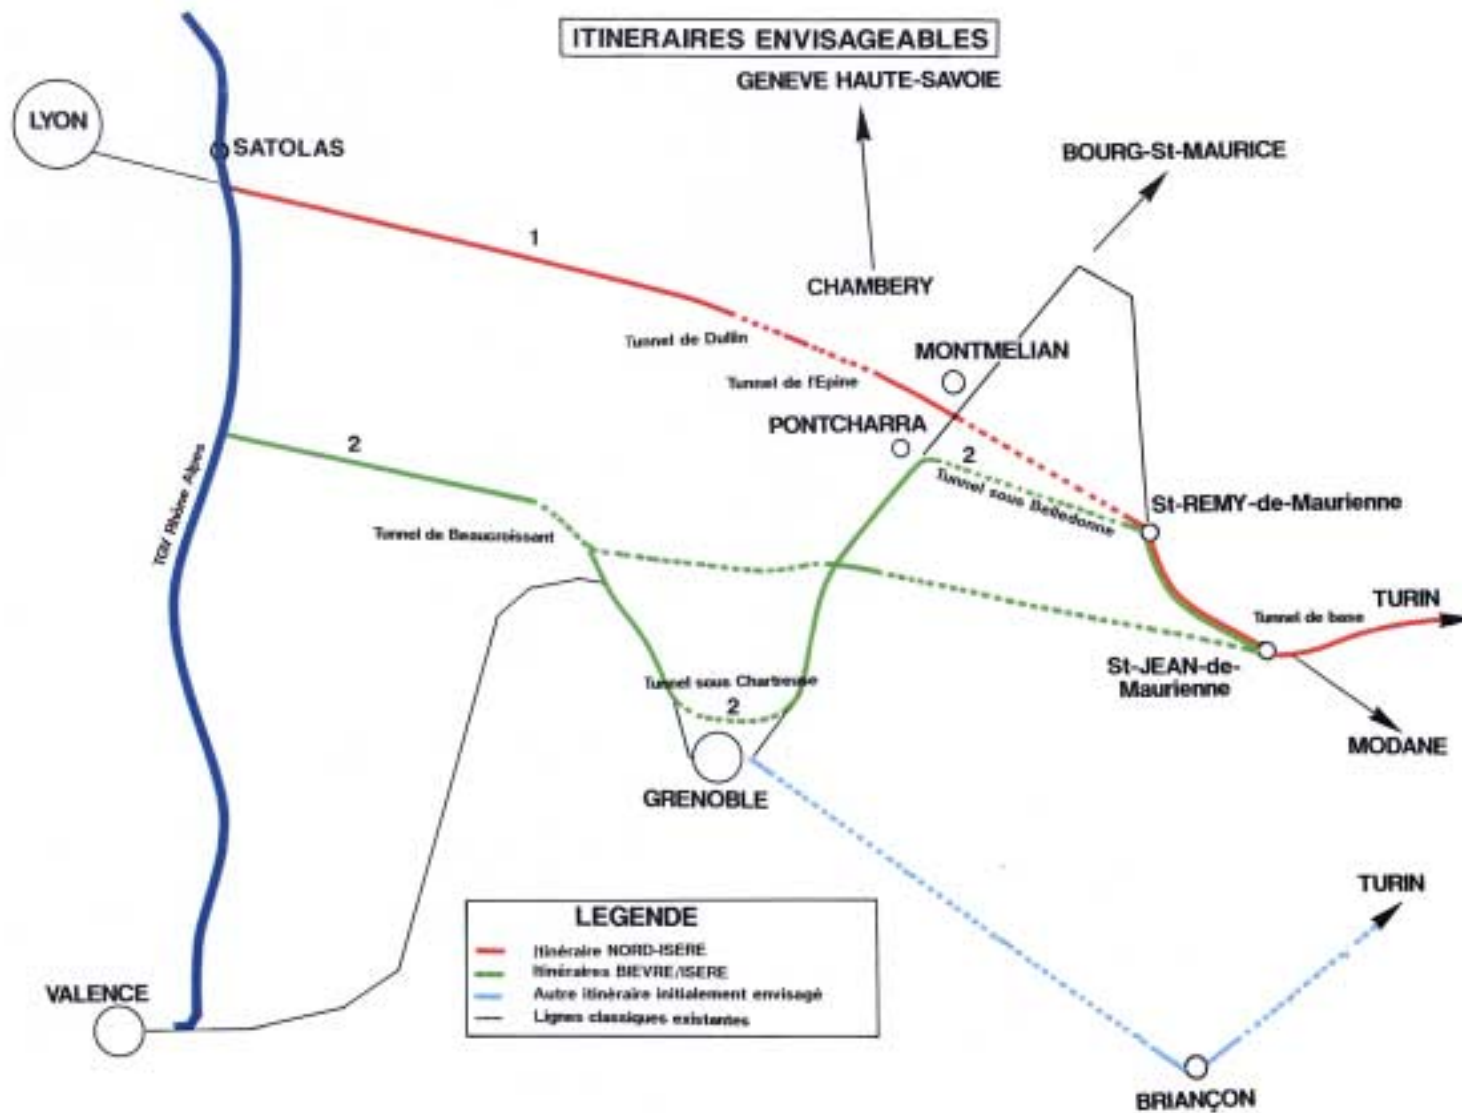 ITINERAIRES ENVISAGEABLES
GENEVE HAUTE-SAVOIE
LYON
SATOLAS
BOURG-St-MAURICE
1
CHAMBERY
Tunnel de Dullin
MONTMELIAN
Tunnel de l'Epine
PONTCHARRA
2
2
TGV Rhône Alpes
Tunnel sous Belledonne
St-REMY-de-Maurienne
Tunnel de Beaucroissant
TURIN
Tunnel de base
St-JEAN-de-
Maurienne
Tunnel sous Chartreuse
2
MODANE
GRENOBLE
TURIN
LEGENDE
Itinéraire NORD-ISERE
Itinéraires BIEVRE/ISERE
Autre itinéraire initialement envisagé
Lignes classiques existantes
VALENCE
BRIANÇON